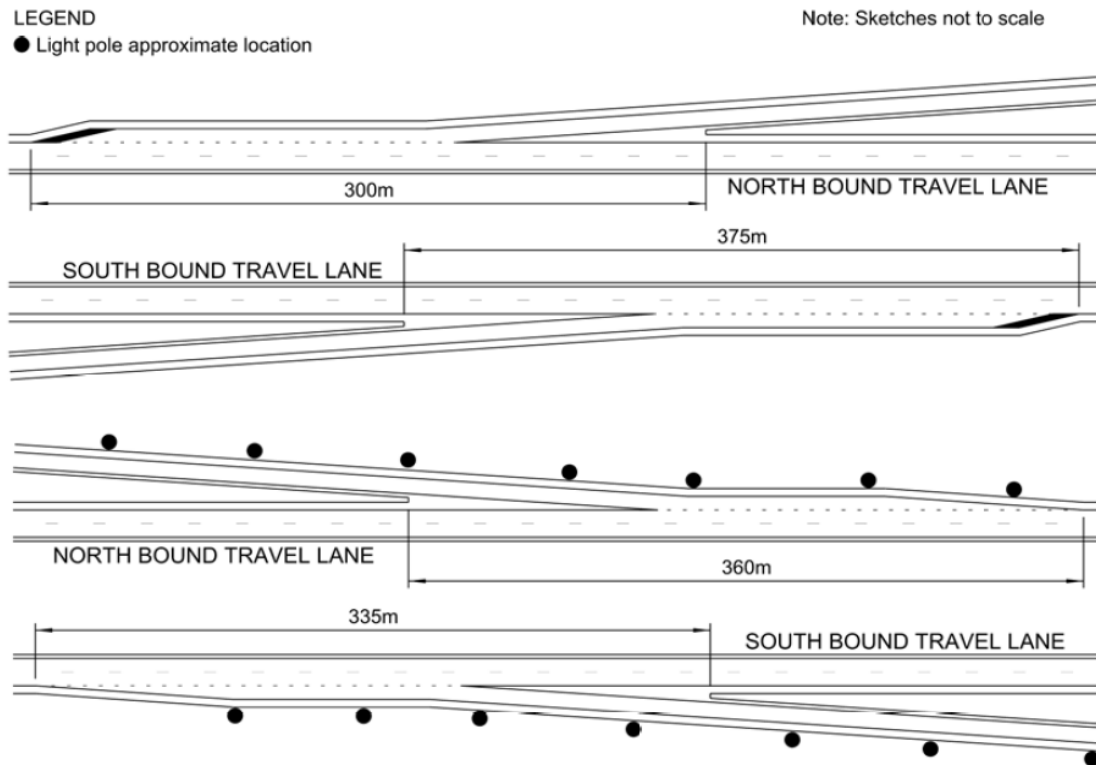 LEGEND
Note: Sketches not to scale
Light pole approximate location
300m
NORTH BOUND TRAVEL LANE
375m
SOUTH BOUND TRAVEL LANE
NORTH BOUND TRAVEL LANE
360m
335m
SOUTH BOUND TRAVEL LANE